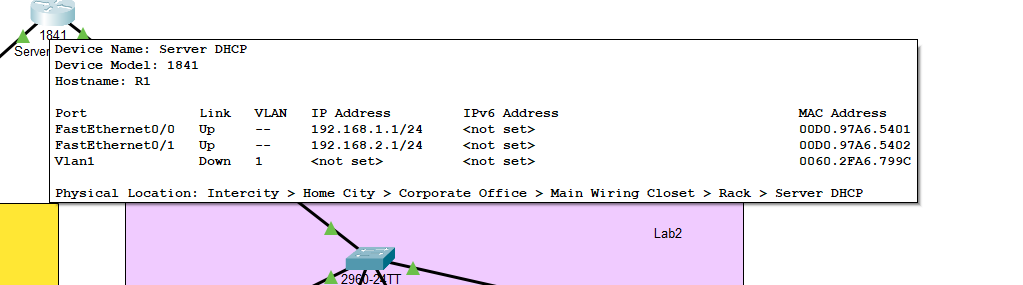 1841
Server
Device Name: Server DHCP
Device Model: 1841
Hostname: R1
Port Link VLAN IP Address IPv6 Address MAC Address
FastEthernet0/0 Up -- 192.168.1.1/24 <not set> 00D0.97A6.5401
FastEthernet0/1 Up -- 192.168.2.1/24 <not set> 00D0.97A6.5402
Vlan1 Down 1 <not set> <not set> 0060.2FA6.799C
Physical Location: Intercity > Home City > Corporate Office > Main Wiring Closet > Rack > Server DHCP
Lab2
2960-24TT